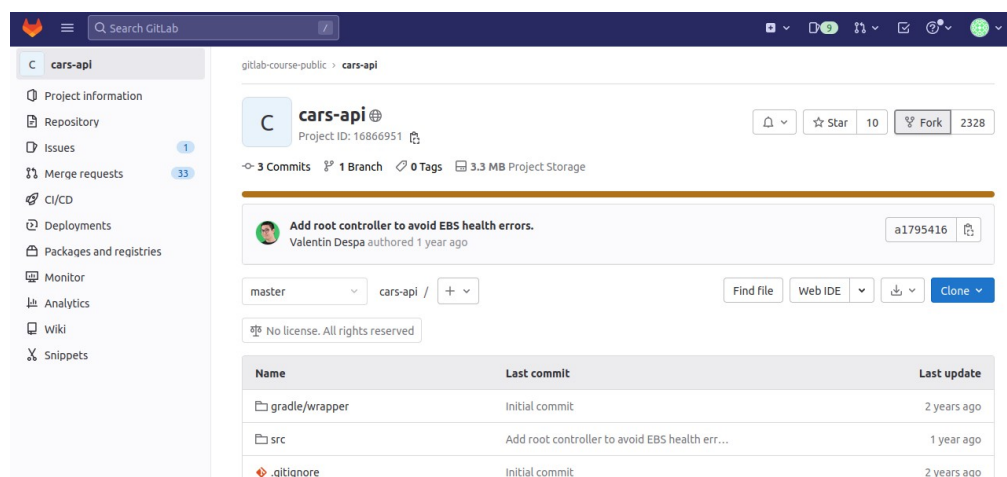 Search GitLab /
9
C cars-api
Project information
Repository
Issues 1
Merge requests 33
CI/CD
Deployments
Packages and registries
Monitor
Analytics
Wiki
Snippets
gitlab-course-public > cars-api
C
cars-api
Project ID: 16866951
Star 10 Fork 2328
3 Commits 1 Branch 0 Tags 3.3 MB Project Storage
Add root controller to avoid EBS health errors.
Valentin Despa authored 1 year ago
a1795416
master cars-api / + Find file Web IDE Clone
No license. All rights reserved
Name Last commit Last update
gradle/wrapper Initial commit 2 years ago
src Add root controller to avoid EBS health err... 1 year ago
.gitignore Initial commit 2 years ago